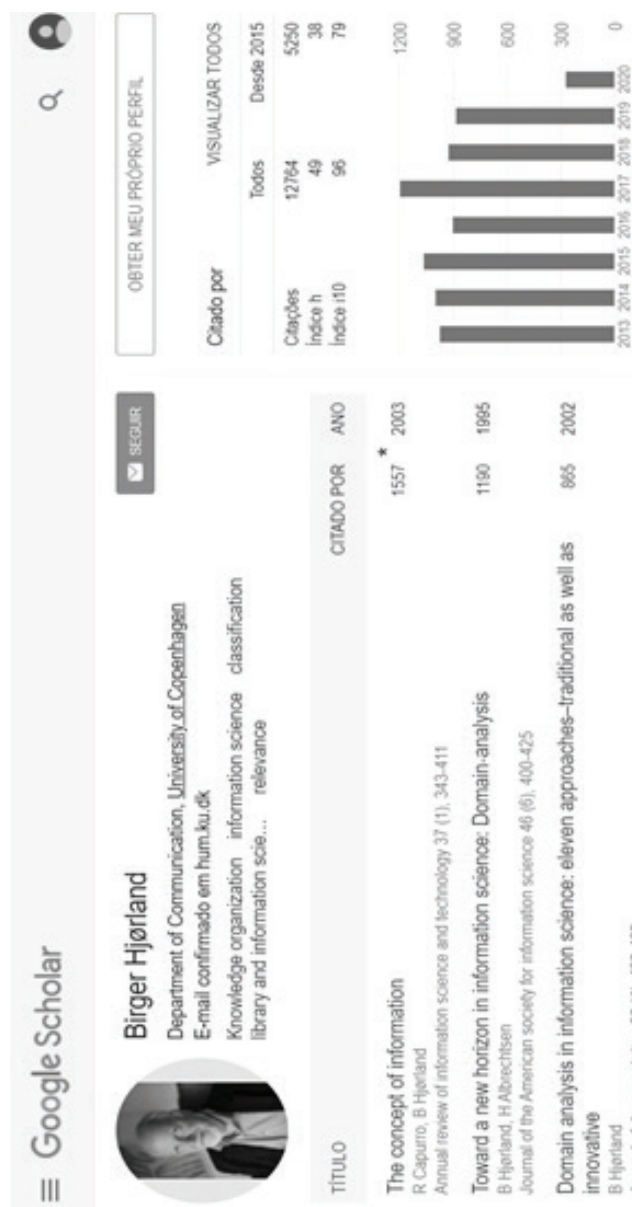 Google Scholar
Birger Hjørland
SEGUIR
Department of Communication, University of Copenhagen
E-mail confirmado em hum.ku.dk
Knowledge organization information science classification
library and information scie... relevance
TÍTULO CITADO POR ANO
The concept of information 1557 * 2003
R Capurro, B Hjørland
Annual review of information science and technology 37 (1), 343-411
Toward a new horizon in information science: Domain-analysis 1190 1995
B Hjørland, H Albrechtsen
Journal of the American society for information science 46 (6), 400-425
Domain analysis in information science: eleven approaches–traditional as well as 865 2002
innovative
B Hjørland
OBTER MEU PRÓPRIO PERFIL
Citado por VISUALIZAR TODOS
Todos Desde 2015
Citações 12764 5250
Índice h 49 38
Índice i10 96 79
1200
900
600
300
0
2013 2014 2015 2016 2017 2018 2019 2020